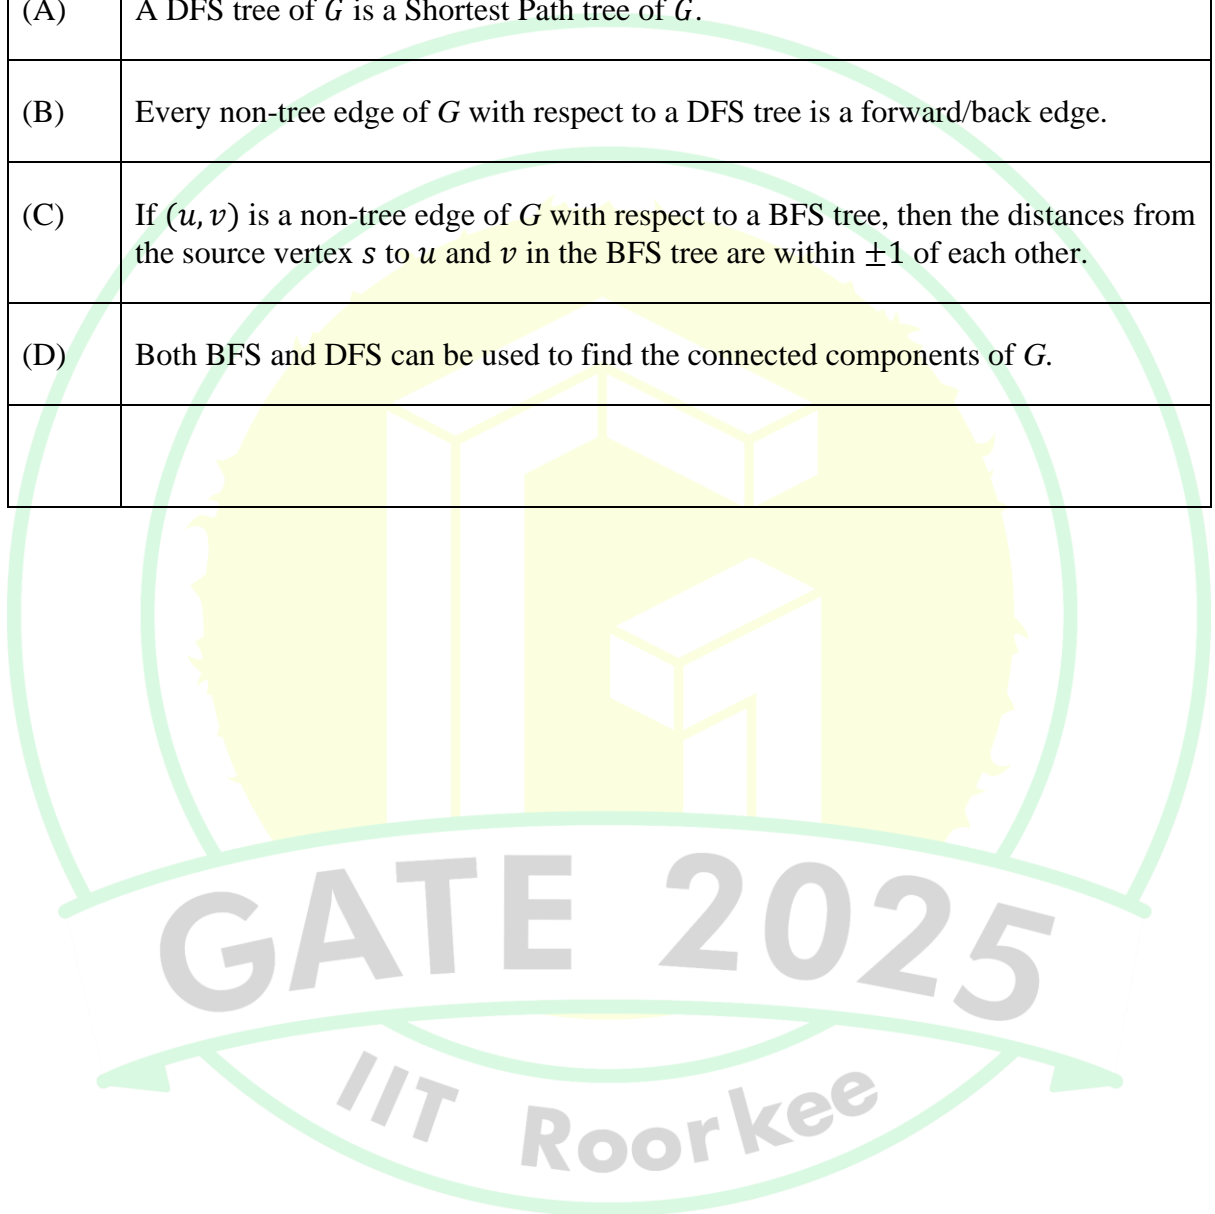 (A) A DFS tree of G is a Shortest Path tree of G.
(B) Every non-tree edge of G with respect to a DFS tree is a forward/back edge.
(C) If (u, v) is a non-tree edge of G with respect to a BFS tree, then the distances from
the source vertex s to u and v in the BFS tree are within ±1 of each other.
(D) Both BFS and DFS can be used to find the connected components of G.
GATE 2025
IIT Roorkee